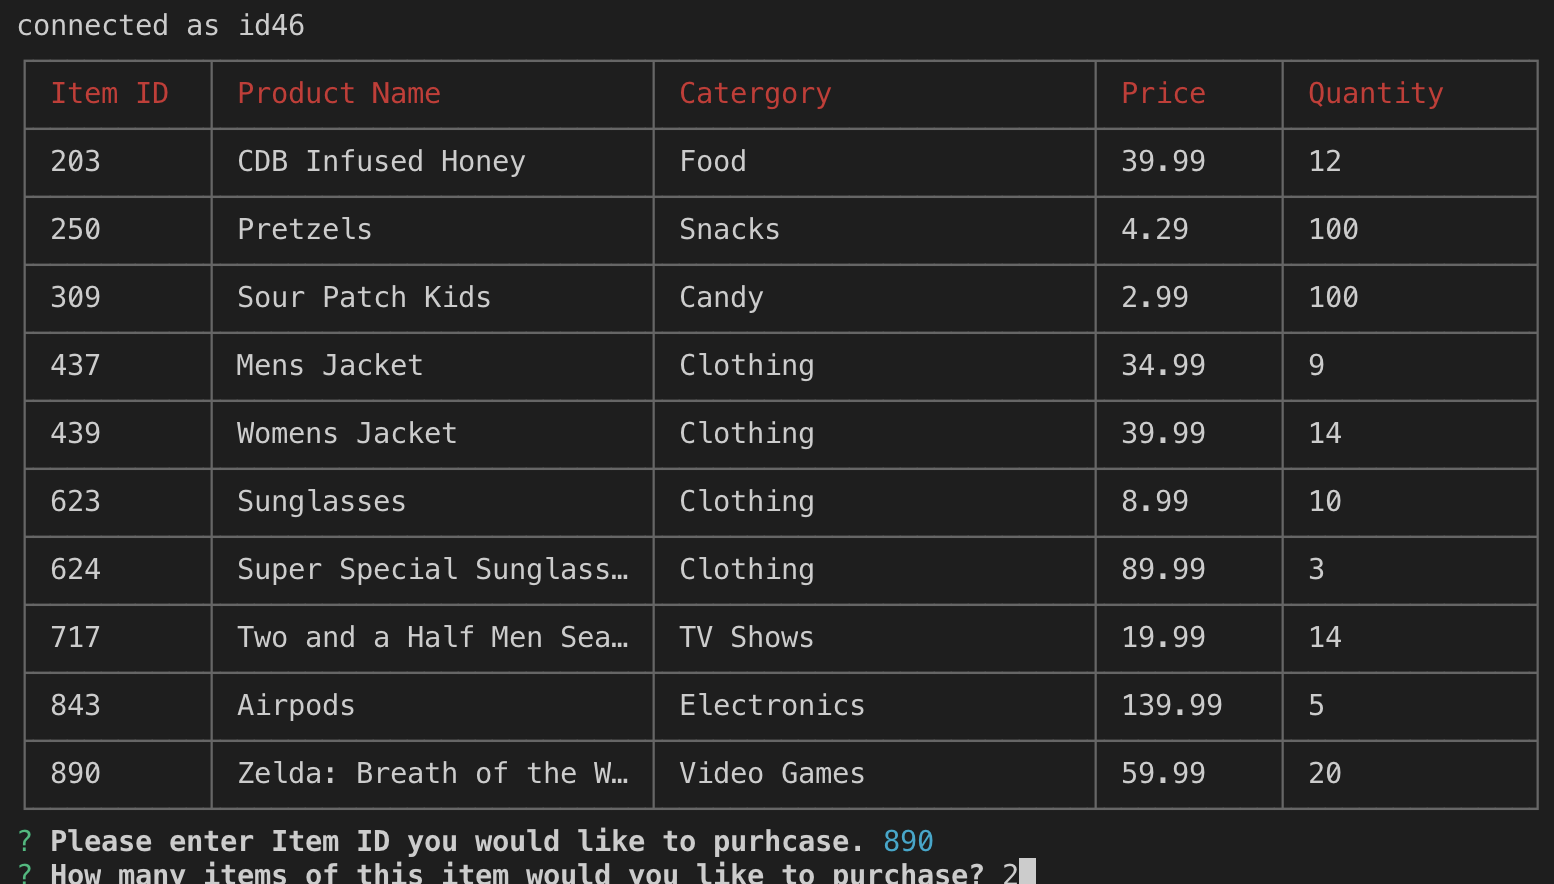 connected as id46
Item ID Product Name Catergory Price Quantity
203 CDB Infused Honey Food 39.99 12
250 Pretzels Snacks 4.29 100
309 Sour Patch Kids Candy 2.99 100
437 Mens Jacket Clothing 34.99 9
439 Womens Jacket Clothing 39.99 14
623 Sunglasses Clothing 8.99 10
624 Super Special Sunglass… Clothing 89.99 3
717 Two and a Half Men Sea… TV Shows 19.99 14
843 Airpods Electronics 139.99 5
890 Zelda: Breath of the W… Video Games 59.99 20
? Please enter Item ID you would like to purhcase. 890
? How many items of this item would you like to purchase? 2